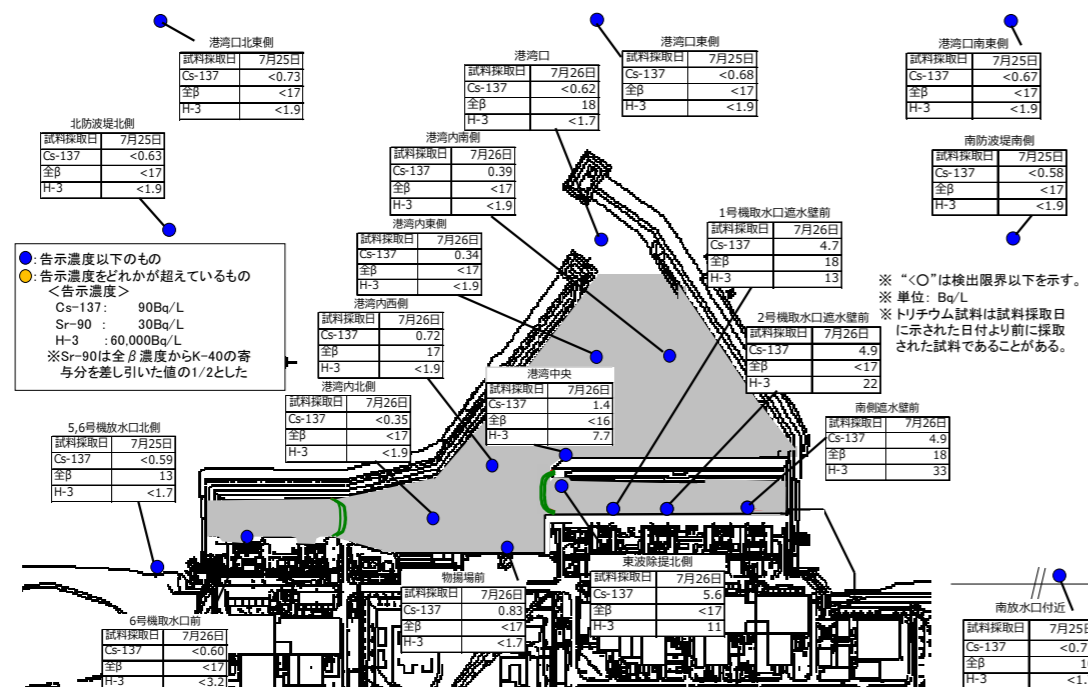 港湾口北東側
試料採取日 7月25日
Cs-137 <0.73
全β <17
H-3 <1.9
港湾口
試料採取日 7月26日
Cs-137 <0.62
全β 18
H-3 <1.7
港湾口東側
試料採取日 7月25日
Cs-137 <0.68
全β <17
H-3 <1.9
港湾口南東側
試料採取日 7月25日
Cs-137 <0.67
全β <17
H-3 <1.9
北防波堤北側
試料採取日 7月25日
Cs-137 <0.63
全β <17
H-3 <1.9
港湾内南側
試料採取日 7月26日
Cs-137 0.39
全β <17
H-3 <1.9
南防波堤南側
試料採取日 7月25日
Cs-137 <0.58
全β <17
H-3 <1.9
港湾内東側
試料採取日 7月26日
Cs-137 0.34
全β <17
H-3 <1.9
1号機取水口遮水壁前
試料採取日 7月26日
Cs-137 4.7
全β 18
H-3 13
:告示濃度以下のもの
:告示濃度をどれかが超えているもの
<告示濃度>
Cs-137: 90Bq/L
Sr-90 : 30Bq/L
H-3 :60,000Bq/L
※Sr-90は全β濃度からK-40の寄
与分を差し引いた値の1/2とした
※ “<○”は検出限界以下を示す。
※ 単位: Bq/L
※ トリチウム試料は試料採取日
に示された日付より前に採取
された試料であることがある。
港湾内西側
試料採取日 7月26日
Cs-137 0.72
全β 17
H-3 <1.9
2号機取水口遮水壁前
試料採取日 7月26日
Cs-137 4.9
全β <17
H-3 22
港湾内北側
試料採取日 7月26日
Cs-137 <0.35
全β <17
H-3 <1.9
港湾中央
試料採取日 7月26日
Cs-137 1.4
全β <16
H-3 7.7
南側遮水壁前
試料採取日 7月26日
Cs-137 4.9
全β 18
H-3 33
5,6号機放水口北側
試料採取日 7月25日
Cs-137 <0.59
全β 13
H-3 <1.7
物揚場前
試料採取日 7月26日
Cs-137 0.83
全β <17
H-3 <1.7
東波除提北側
試料採取日 7月26日
Cs-137 5.6
全β <17
H-3 11
6号機取水口前
試料採取日 7月26日
Cs-137 <0.60
全β <17
H-3 <3.2
南放水口付近
試料採取日 7月25日
Cs-137 <0.7
全β 1
H-3 <1.